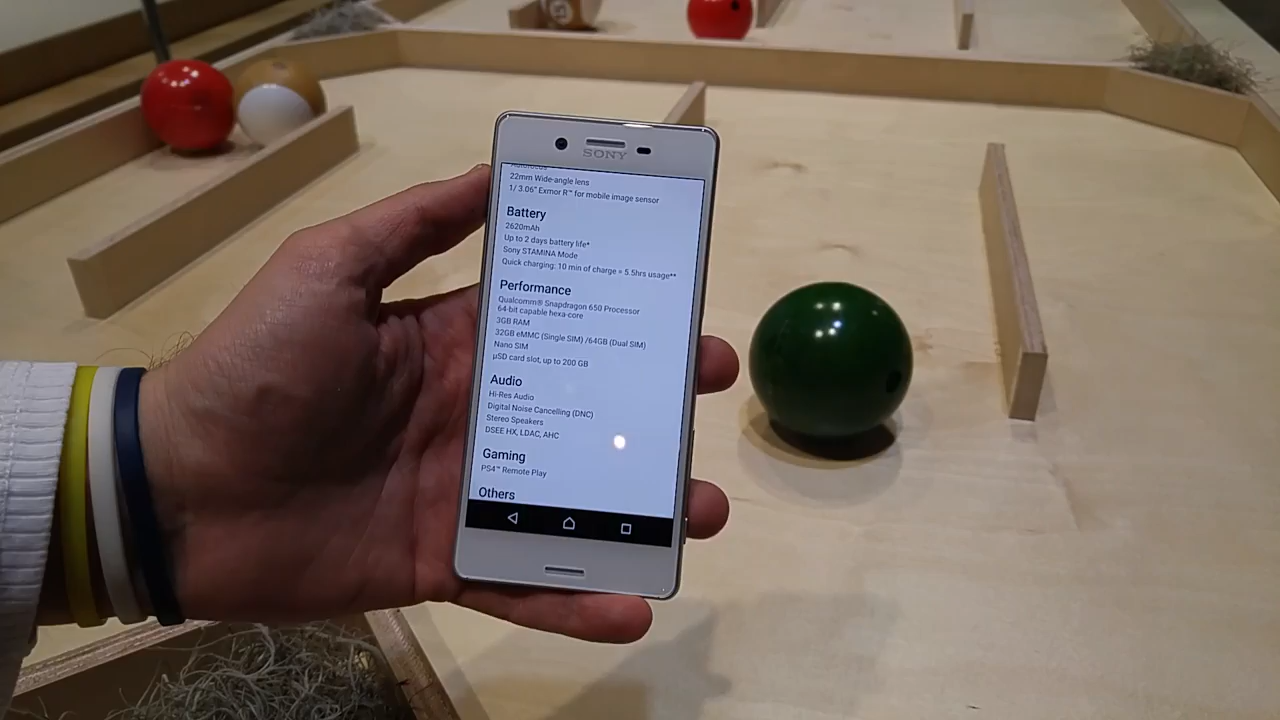 SONY
22mm Wide-angle lens
1/ 3.06" Exmor R™ for mobile image sensor
Battery
2620mAh
Up to 2 days battery life*
Sony STAMINA Mode
Quick charging: 10 min of charge = 5.5hrs usage**
Performance
Qualcomm® Snapdragon 650 Processor
64-bit capable hexa-core
3GB RAM
32GB eMMC (Single SIM) /64GB (Dual SIM)
Nano SIM
µSD card slot, up to 200 GB
Audio
Hi-Res Audio
Digital Noise Cancelling (DNC)
Stereo Speakers
DSEE HX, LDAC, AHC
Gaming
PS4™ Remote Play
Others